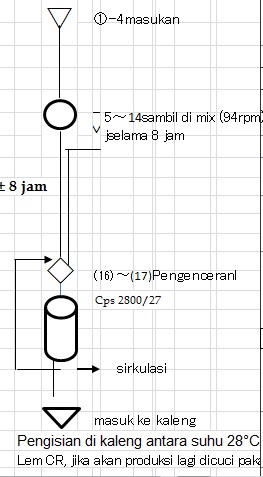 ①-4masukan
5～14sambil di mix (94rpm)
selama 8 jam
± 8 jam
(16) ～(17)Pengenceranl
Cps 2800/27
sirkulasi
masuk ke kaleng
Pengisian di kaleng antara suhu 28°C
Lem CR, jika akan produksi lagi dicuci paka